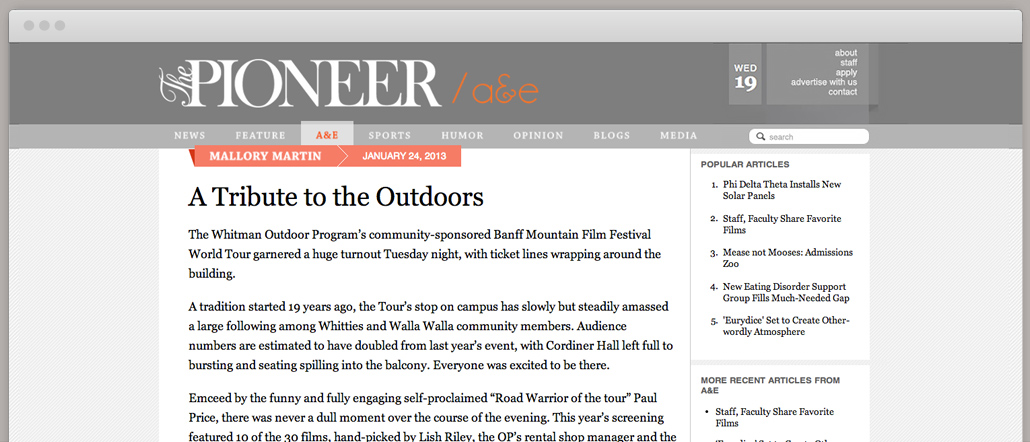 The PIONEER / a&e
WED
19
about
staff
apply
advertise with us
contact
NEWS FEATURE A&E SPORTS HUMOR OPINION BLOGS MEDIA search
MALLORY MARTIN JANUARY 24, 2013
A Tribute to the Outdoors
The Whitman Outdoor Program's community-sponsored Banff Mountain Film Festival
World Tour garnered a huge turnout Tuesday night, with ticket lines wrapping around the
building.
A tradition started 19 years ago, the Tour's stop on campus has slowly but steadily amassed
a large following among Whitties and Walla Walla community members. Audience
numbers are estimated to have doubled from last year's event, with Cordiner Hall left full to
bursting and seating spilling into the balcony. Everyone was excited to be there.
Emceed by the funny and fully engaging self-proclaimed “Road Warrior of the tour” Paul
Price, there was never a dull moment over the course of the evening. This year's screening
featured 10 of the 30 films, hand-picked by Lish Riley, the OP's rental shop manager and the
POPULAR ARTICLES
1. Phi Delta Theta Installs New
Solar Panels
2. Staff, Faculty Share Favorite
Films
3. Mease not Mooses: Admissions
Zoo
4. New Eating Disorder Support
Group Fills Much-Needed Gap
5. 'Eurydice' Set to Create Other-
wordly Atmosphere
MORE RECENT ARTICLES FROM
A&E
• Staff, Faculty Share Favorite
Films